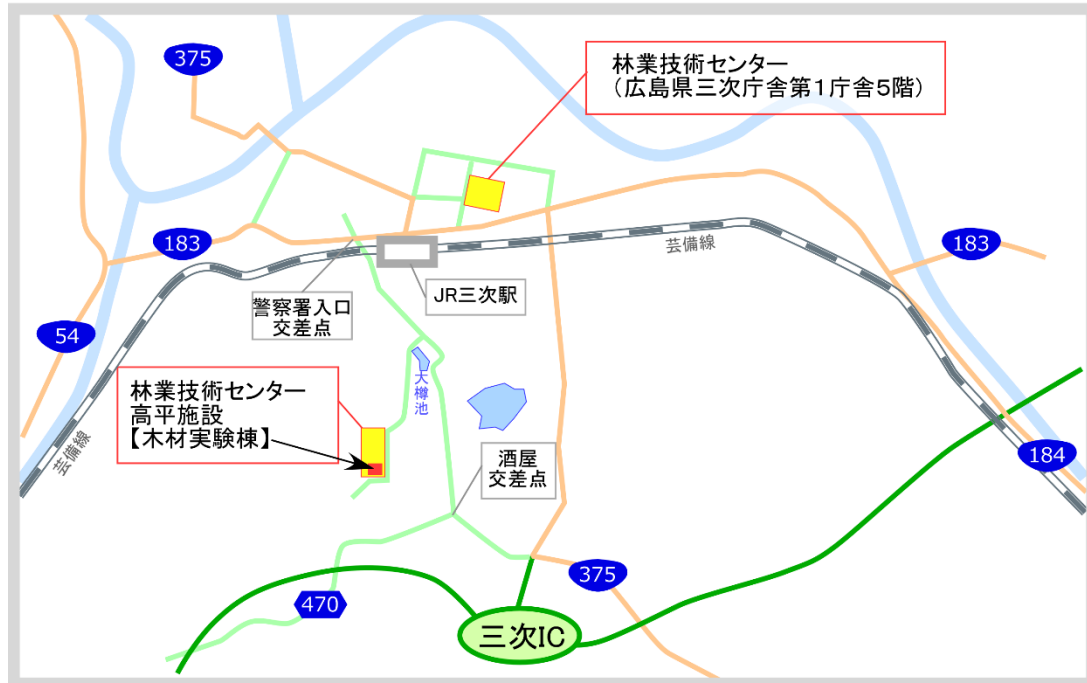 375
林業技術センター
（広島県三次庁舎第1庁舎5階）
183
芸備線
183
警察署入口
交差点
JR三次駅
54
大樽池
林業技術センター
高平施設
【木材実験棟】
芸備線
酒屋
交差点
184
375
470
三次IC